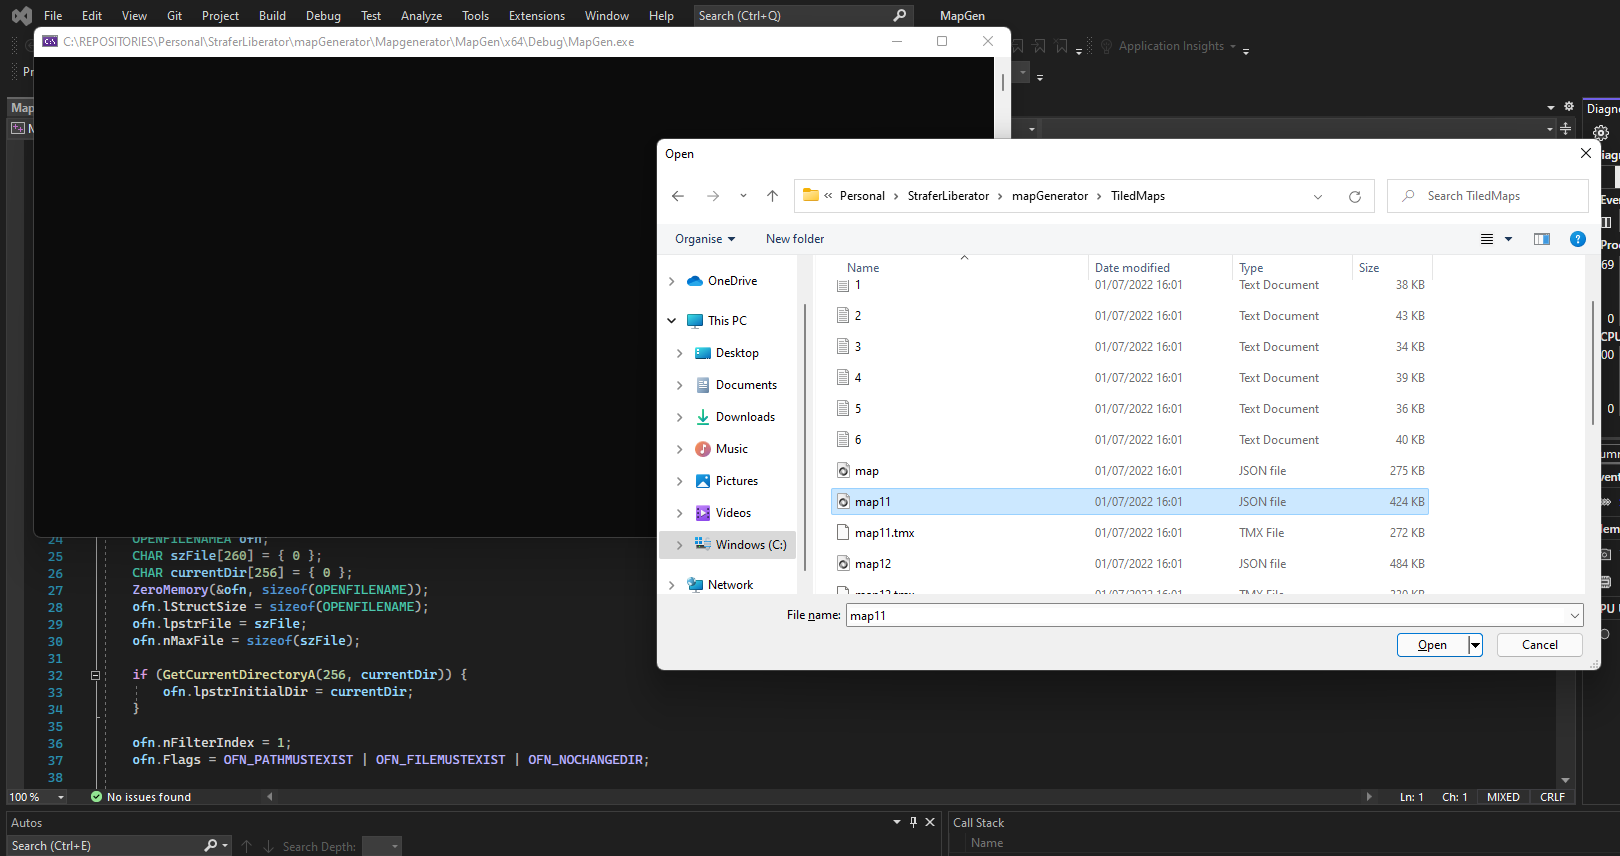 File Edit View Git Project Build Debug Test Analyze Tools Extensions Window Help Search (Ctrl+Q) MapGen
C:\REPOSITORIES\Personal\StraferLiberator\mapGenerator\Mapgenerator\MapGen\x64\Debug\MapGen.exe
Application Insights
Pr
Map
Diagn
Open
Personal › StraferLiberator › mapGenerator › TiledMaps
Search TiledMaps
Organise New folder
Name Date modified Type Size
1 01/07/2022 16:01 Text Document 38 KB
2 01/07/2022 16:01 Text Document 43 KB
3 01/07/2022 16:01 Text Document 34 KB
4 01/07/2022 16:01 Text Document 39 KB
5 01/07/2022 16:01 Text Document 36 KB
6 01/07/2022 16:01 Text Document 40 KB
map 01/07/2022 16:01 JSON file 275 KB
map11 01/07/2022 16:01 JSON file 424 KB
map11.tmx 01/07/2022 16:01 TMX File 272 KB
map12 01/07/2022 16:01 JSON file 484 KB
OneDrive
This PC
Desktop
Documents
Downloads
Music
Pictures
Videos
Windows (C:)
Network
File name: map11
Open Cancel
24 OPENFILENAMEA ofn;
25 CHAR szFile[260] = { 0 };
26 CHAR currentDir[256] = { 0 };
27 ZeroMemory(&ofn, sizeof(OPENFILENAME));
28 ofn.lStructSize = sizeof(OPENFILENAME);
29 ofn.lpstrFile = szFile;
30 ofn.nMaxFile = sizeof(szFile);
31
32 if (GetCurrentDirectoryA(256, currentDir)) {
33 ofn.lpstrInitialDir = currentDir;
34 }
35
36 ofn.nFilterIndex = 1;
37 ofn.Flags = OFN_PATHMUSTEXIST | OFN_FILEMUSTEXIST | OFN_NOCHANGEDIR;
38
100 % No issues found Ln: 1 Ch: 1 MIXED CRLF
Autos
Search (Ctrl+E) Search Depth:
Call Stack
Name